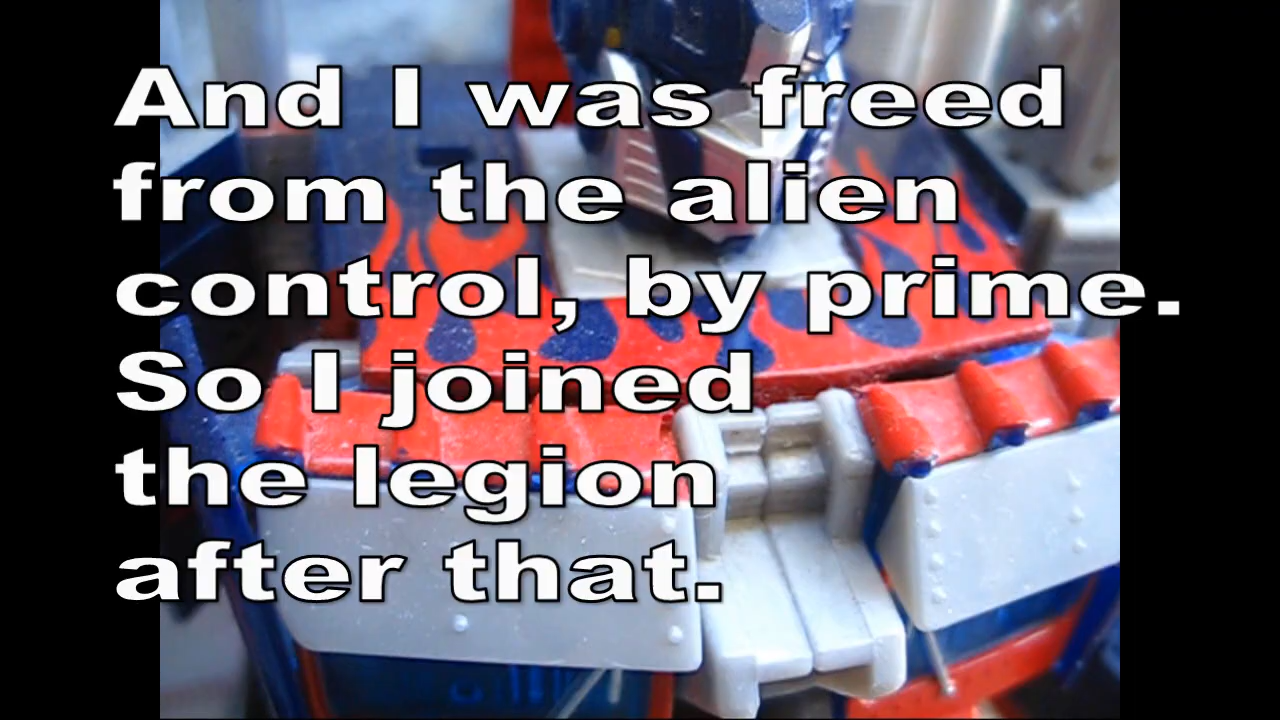 And I was freed
from the alien
control, by prime.
So I joined
the legion
after that.